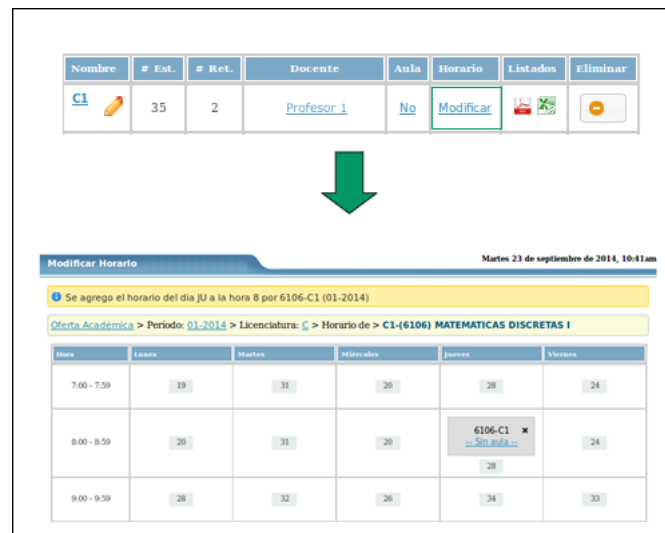 Nombre # Est. # Ret. Docente Aula Horario Listados Eliminar
C1 35 2 Profesor 1 No Modificar
Modificar Horario Martes 23 de septiembre de 2014, 10:41am
Se agrego el horario del dia JU a la hora 8 por 6106-C1 (01-2014)
Oferta Académica > Período: 01-2014 > Licenciatura: C > Horario de > C1-(6106) MATEMATICAS DISCRETAS I
Hora Lunes Martes Miércoles Jueves Viernes
7:00 - 7:59 19 31 20 28 24
6106-C1 ×
8:00 - 8:59 20 31 20 -- Sin aula -- 24
28
9:00 - 9:59 28 32 26 34 33